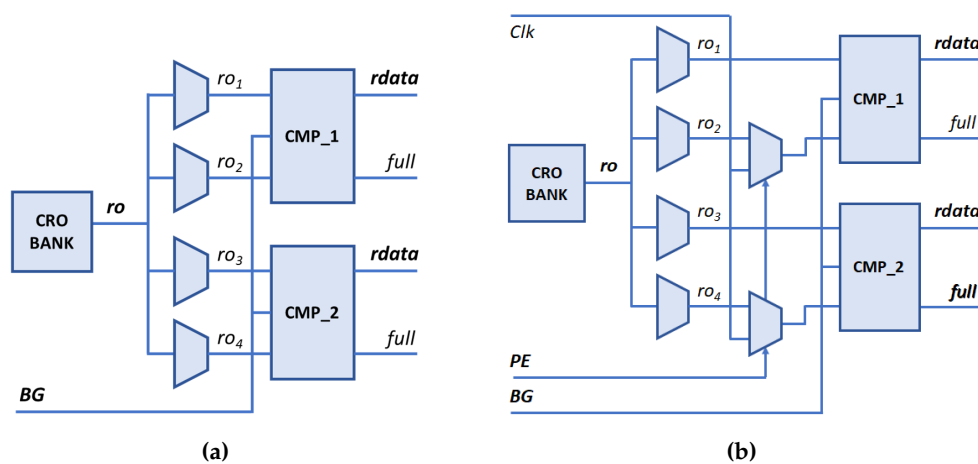 ro₁
rdata
CMP_1
ro₂
full
CRO
BANK
ro
ro₃
rdata
CMP_2
ro₄
full
BG
(a)
Clk
ro₁
rdata
CMP_1
ro₂
full
CRO
BANK
ro
ro₃
rdata
CMP_2
ro₄
full
PE
BG
(b)